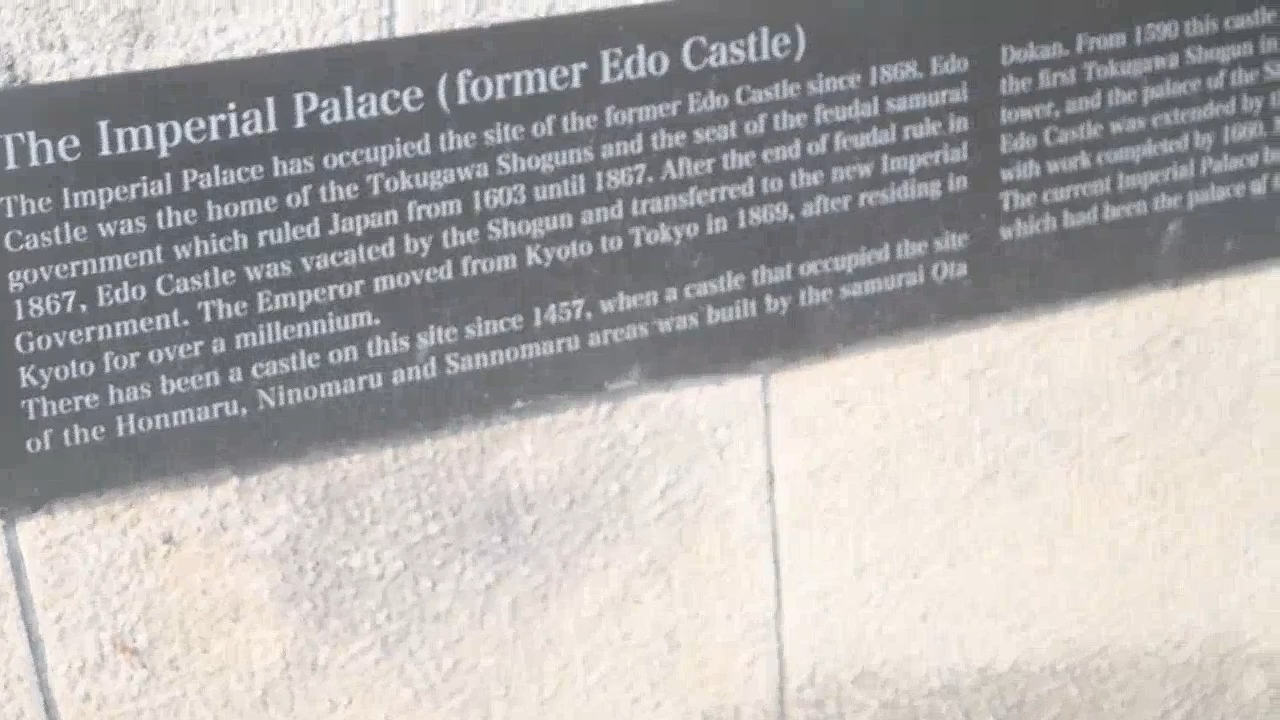 The Imperial Palace (former Edo Castle)
The Imperial Palace has occupied the site of the former Edo Castle since 1868. Edo
Castle was the home of the Tokugawa Shoguns and the seat of the feudal samurai
government which ruled Japan from 1603 until 1867. After the end of feudal rule in
1867, Edo Castle was vacated by the Shogun and transferred to the new Imperial
Government. The Emperor moved from Kyoto to Tokyo in 1869, after residing in
Kyoto for over a millennium.
There has been a castle on this site since 1457, when a castle that occupied the site
of the Honmaru, Ninomaru and Sannomaru areas was built by the samurai Ota
Dokan. From 1590 this castle
the first Tokugawa Shogun in
tower, and the palace of the
Edo Castle was extended by
with work completed by 1660.
The current Imperial Palace
which had been the palace of